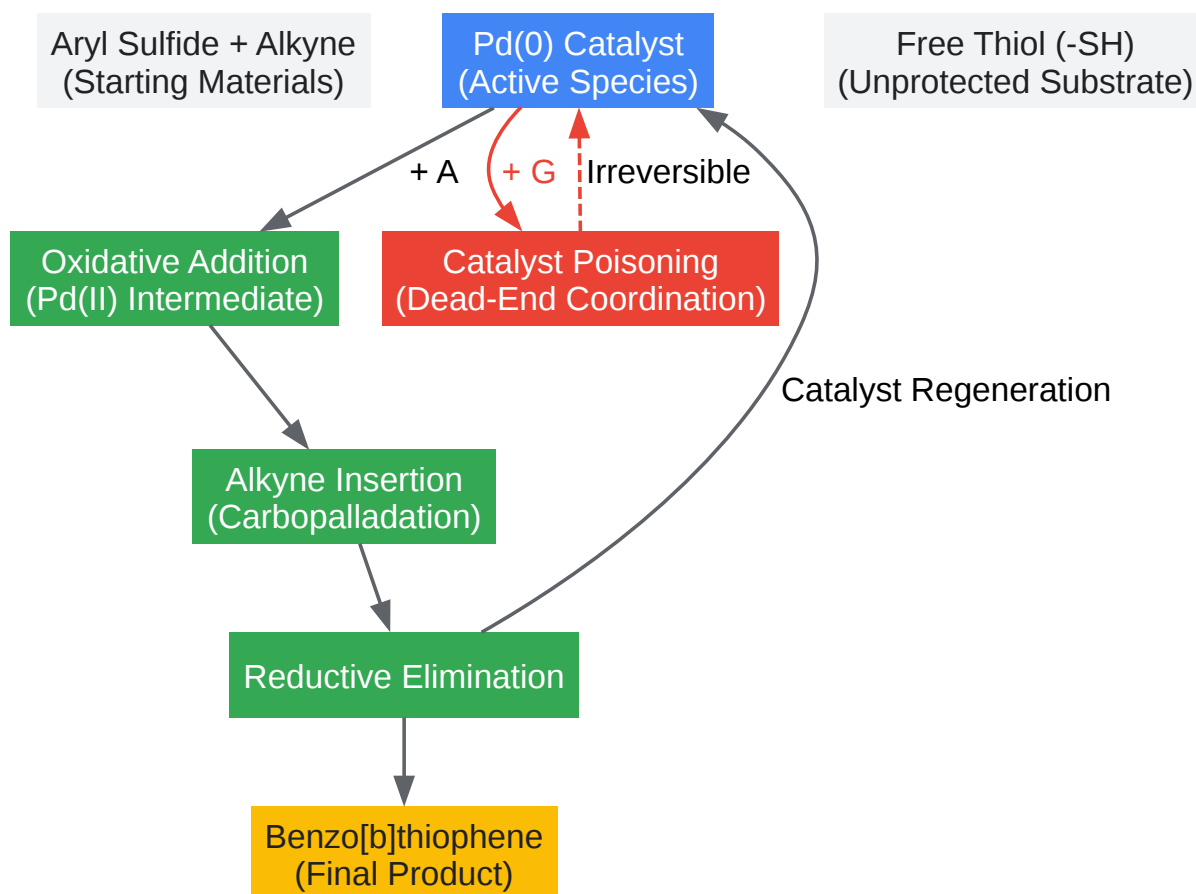 Aryl Sulfide + Alkyne
(Starting Materials)
Pd(0) Catalyst
(Active Species)
Free Thiol (-SH)
(Unprotected Substrate)
+ A
+ G
Irreversible
Oxidative Addition
(Pd(II) Intermediate)
Catalyst Poisoning
(Dead-End Coordination)
Catalyst Regeneration
Alkyne Insertion
(Carbopalladation)
Reductive Elimination
Benzo[b]thiophene
(Final Product)